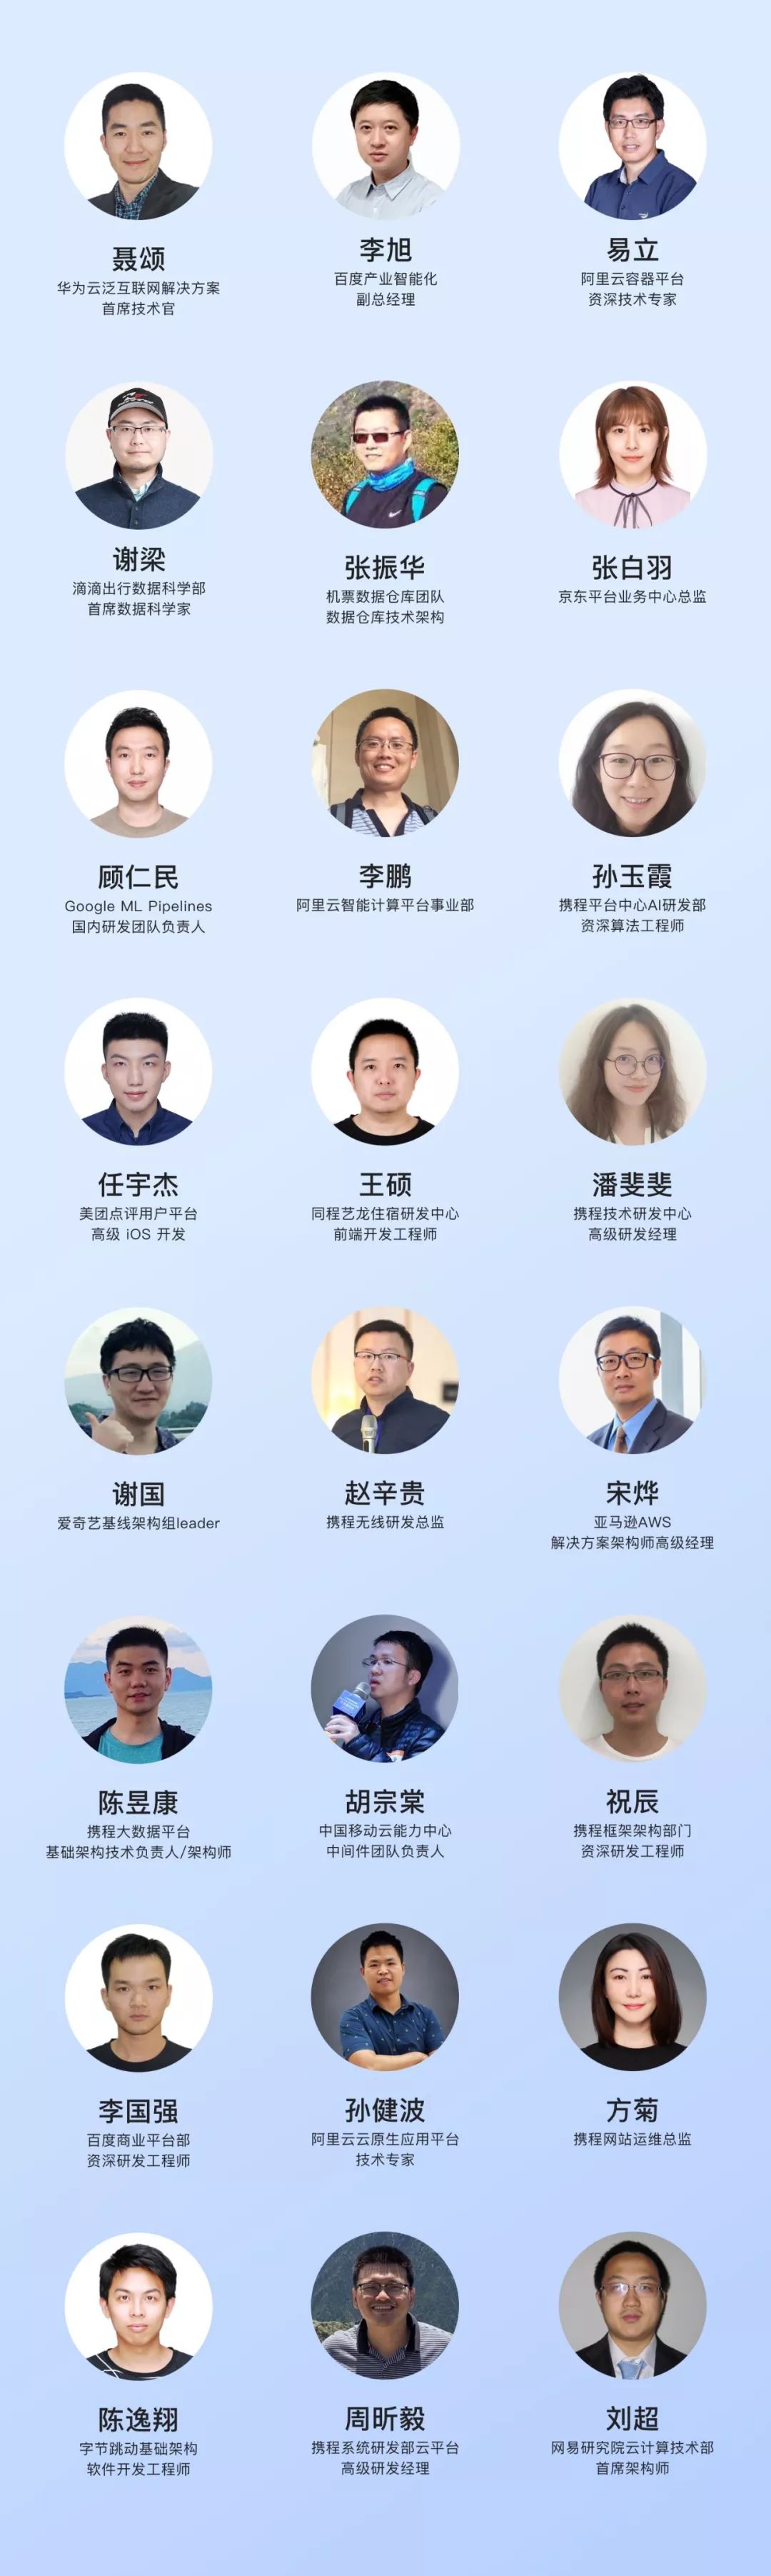 聂颂
华为云泛互联网解决方案
首席技术官
李旭
百度产业智能化
副总经理
易立
阿里云容器平台
资深技术专家
谢梁
滴滴出行数据科学部
首席数据科学家
张振华
机票数据仓库团队
数据仓库技术架构
张白羽
京东平台业务中心总监
顾仁民
Google ML Pipelines
国内研发团队负责人
李鹏
阿里云智能计算平台事业部
孙玉霞
携程平台中心AI研发部
资深算法工程师
任宇杰
美团点评用户平台
高级 iOS 开发
王硕
同程艺龙住宿研发中心
前端开发工程师
潘斐斐
携程技术研发中心
高级研发经理
谢国
爱奇艺基线架构组leader
赵辛贵
携程无线研发总监
宋烨
亚马逊AWS
解决方案架构师高级经理
陈昱康
携程大数据平台
基础架构技术负责人/架构师
胡宗棠
中国移动云能力中心
中间件团队负责人
祝辰
携程框架架构部门
资深研发工程师
李国强
百度商业平台部
资深研发工程师
孙健波
阿里云云原生应用平台
技术专家
方菊
携程网站运维总监
陈逸翔
字节跳动基础架构
软件开发工程师
周昕毅
携程系统研发部云平台
高级研发经理
刘超
网易研究院云计算技术部
首席架构师